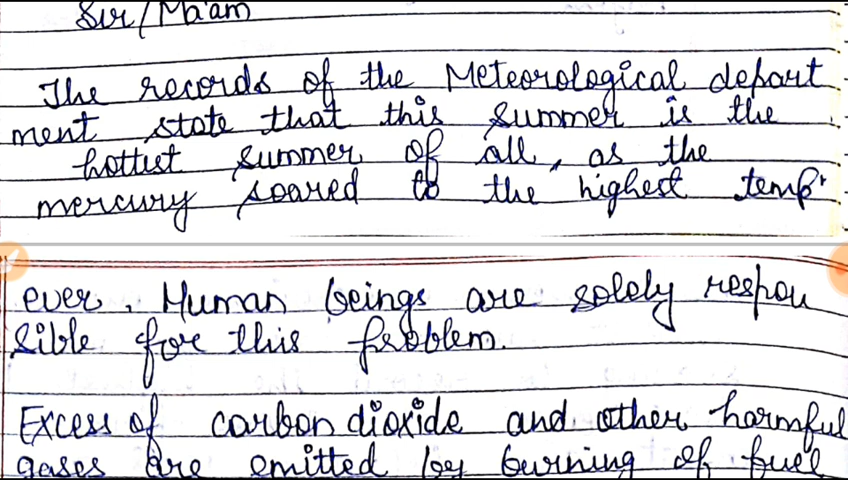 Sir/Ma'am
The records of the Meteorological depart
ment state that this summer is the
hottest summer of all, as the
mercury soared to the highest temp'
ever. Human beings are solely respon
sible for this problem.
Excess of carbon dioxide and other harmful
gases are emitted by burning of fuel